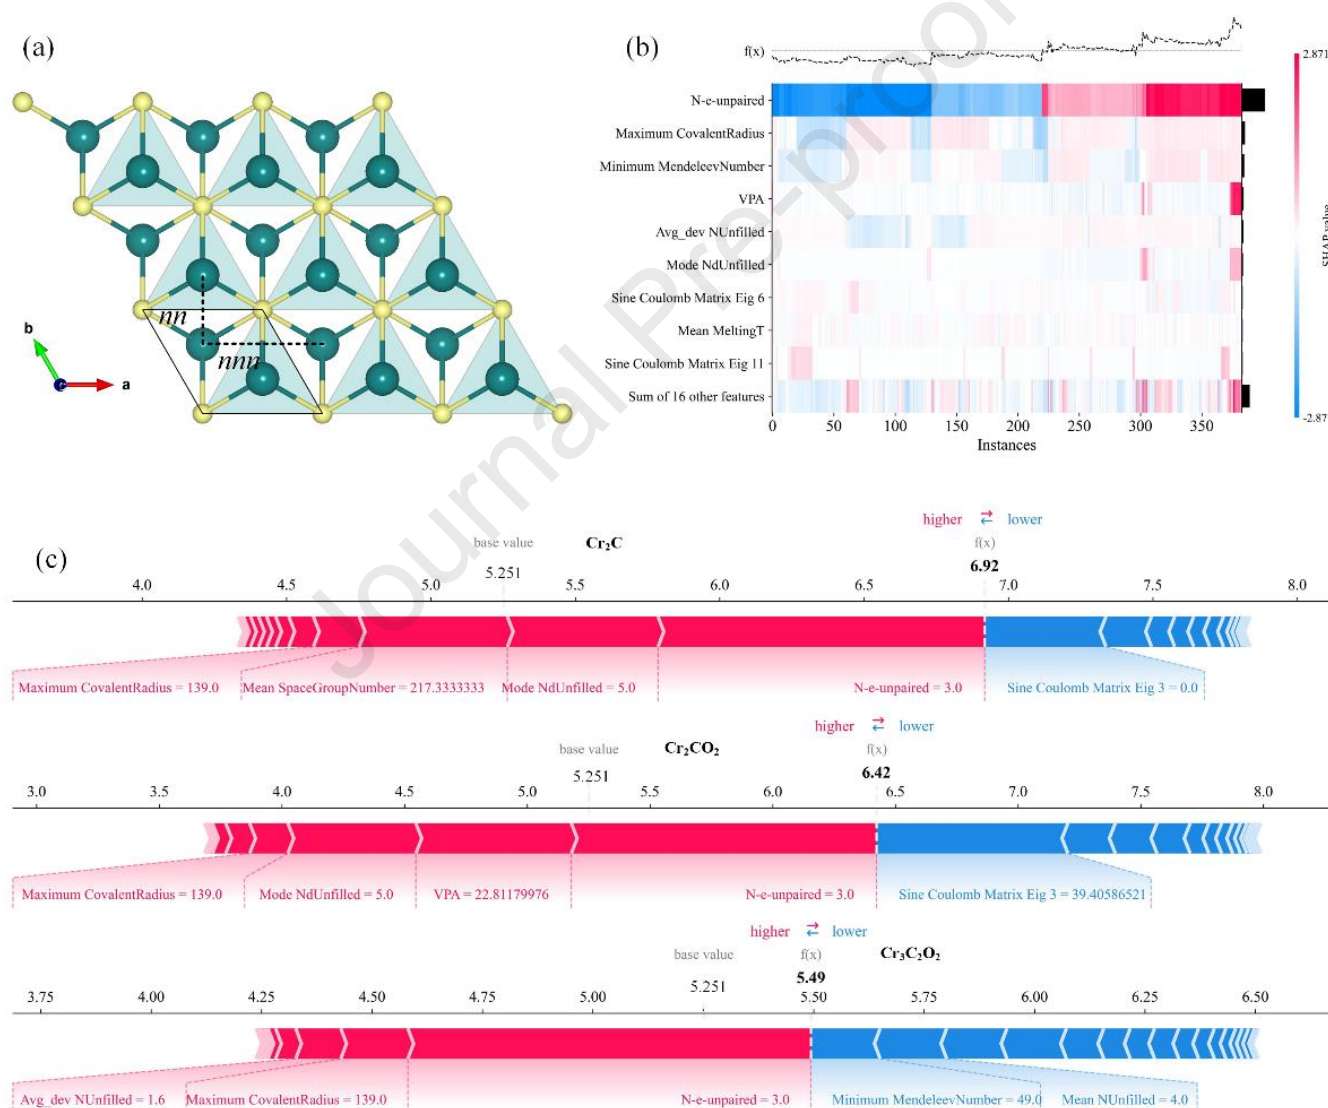 (a)
nn
nnn
b
a
(b)
f(x)
N-e-unpaired
Maximum CovalentRadius
Minimum MendeleevNumber
VPA
Avg_dev NUnfilled
Mode NdUnfilled
Sine Coulomb Matrix Eig 6
Mean MeltingT
Sine Coulomb Matrix Eig 11
Sum of 16 other features
0 50 100 150 200 250 300 350
Instances
2.871
SHAP value
-2.87
Journal Pre-proof
(c)
higher ⇄ lower
base value Cr₂C f(x)
5.251 6.92
4.0 4.5 5.0 5.5 6.0 6.5 7.0 7.5 8.0
Maximum CovalentRadius = 139.0 Mean SpaceGroupNumber = 217.3333333 Mode NdUnfilled = 5.0 N-e-unpaired = 3.0 Sine Coulomb Matrix Eig 3 = 0.0
higher ⇄ lower
base value Cr₂CO₂ f(x)
5.251 6.42
3.0 3.5 4.0 4.5 5.0 5.5 6.0 6.5 7.0 7.5 8.0
Maximum CovalentRadius = 139.0 Mode NdUnfilled = 5.0 VPA = 22.81179976 N-e-unpaired = 3.0 Sine Coulomb Matrix Eig 3 = 39.40586521
higher ⇄ lower
base value f(x) Cr₃C₂O₂
5.251 5.49
3.75 4.00 4.25 4.50 4.75 5.00 5.25 5.50 5.75 6.00 6.25 6.50
Avg_dev NUnfilled = 1.6 Maximum CovalentRadius = 139.0 N-e-unpaired = 3.0 Minimum MendeleevNumber = 49.0 Mean NUnfilled = 4.0